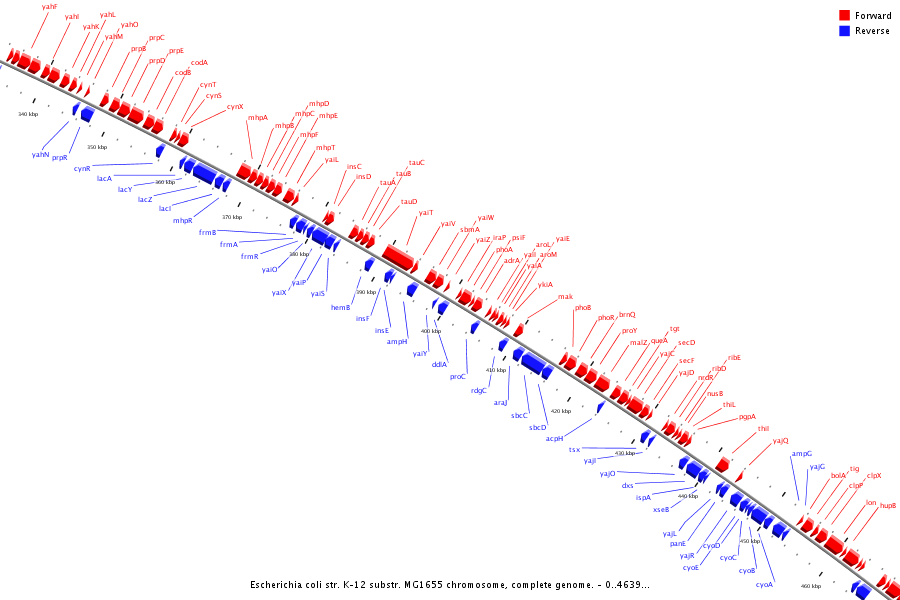 Forward
Reverse
yahF
yahI
yahK
yahL
yahM
yahO
prpB
prpC
prpD
prpE
codB
codA
cynT
cynS
cynX
mhpA
mhpB
mhpC
mhpD
mhpF
mhpE
mhpT
yaiL
insC
insD
tauA
tauB
tauC
tauD
yaiT
yaiV
sbmA
yaiW
yaiZ
iraP
phoA
psiF
adrA
yaiI
aroL
yaiA
aroM
yaiE
ykiA
mak
phoB
phoR
brnQ
proY
malZ
queA
tgt
yajC
secD
secF
yajD
nrdR
ribD
ribE
nusB
thiL
pgpA
thiI
yajQ
ampG
yajG
bolA
tig
clpP
clpX
lon
hupB
340 kbp
350 kbp
360 kbp
370 kbp
380 kbp
390 kbp
400 kbp
410 kbp
420 kbp
430 kbp
440 kbp
450 kbp
460 kbp
yahN
prpR
cynR
lacA
lacY
lacZ
lacI
mhpR
frmB
frmA
frmR
yaiO
yaiX
yaiP
yaiS
hemB
insF
insE
ampH
yaiY
ddlA
proC
rdgC
araJ
sbcC
sbcD
acpH
tsx
yajI
yajO
dxs
ispA
xseB
yajL
panE
yajR
cyoE
cyoD
cyoC
cyoB
cyoA
Escherichia coli str. K-12 substr. MG1655 chromosome, complete genome. - 0.4639...